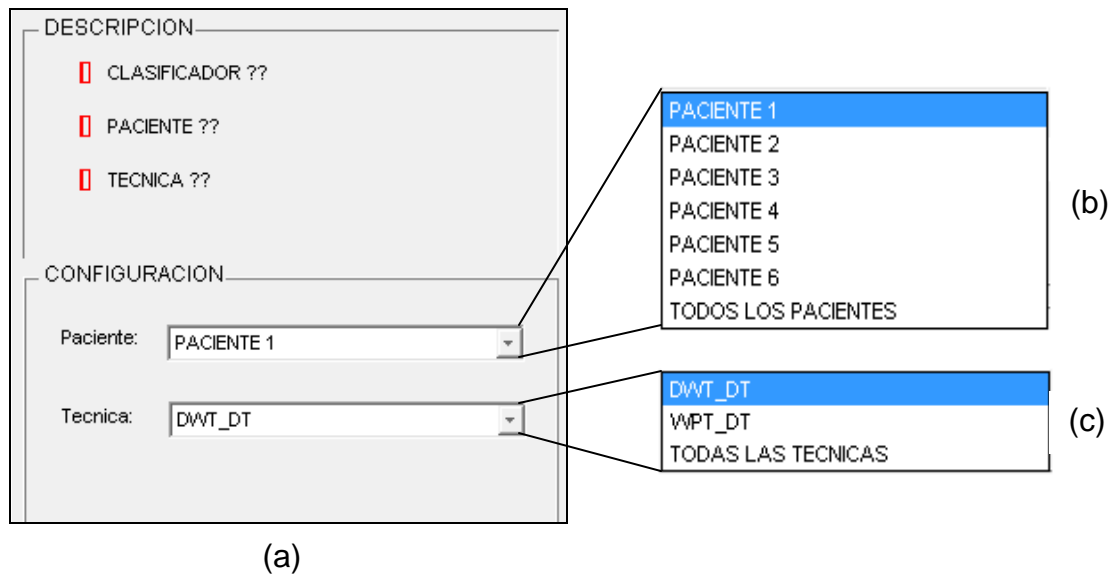 DESCRIPCION
CLASIFICADOR ??
PACIENTE ??
TECNICA ??
CONFIGURACION
Paciente:
PACIENTE 1
Tecnica:
DWT_DT
(a)
PACIENTE 1
PACIENTE 2
PACIENTE 3
PACIENTE 4
PACIENTE 5
PACIENTE 6
TODOS LOS PACIENTES
(b)
DWT_DT
WPT_DT
TODAS LAS TECNICAS
(c)